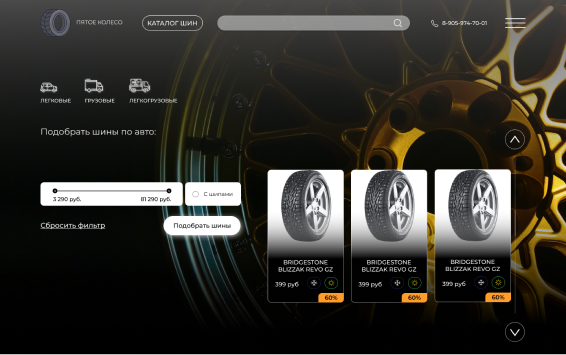 ПЯТОЕ КОЛЕСО
КАТАЛОГ ШИН
8-905-974-70-01
ЛЕГКОВЫЕ ГРУЗОВЫЕ ЛЕГКОГРУЗОВЫЕ
Подобрать шины по авто:
3 290 руб. 81 290 руб.
С шипами
Сбросить фильтр
Подобрать шины
BRIDGESTONE
BLIZZAK REVO GZ
399 руб
60%
BRIDGESTONE
BLIZZAK REVO GZ
399 руб
60%
BRIDGESTONE
BLIZZAK REVO GZ
399 руб
60%